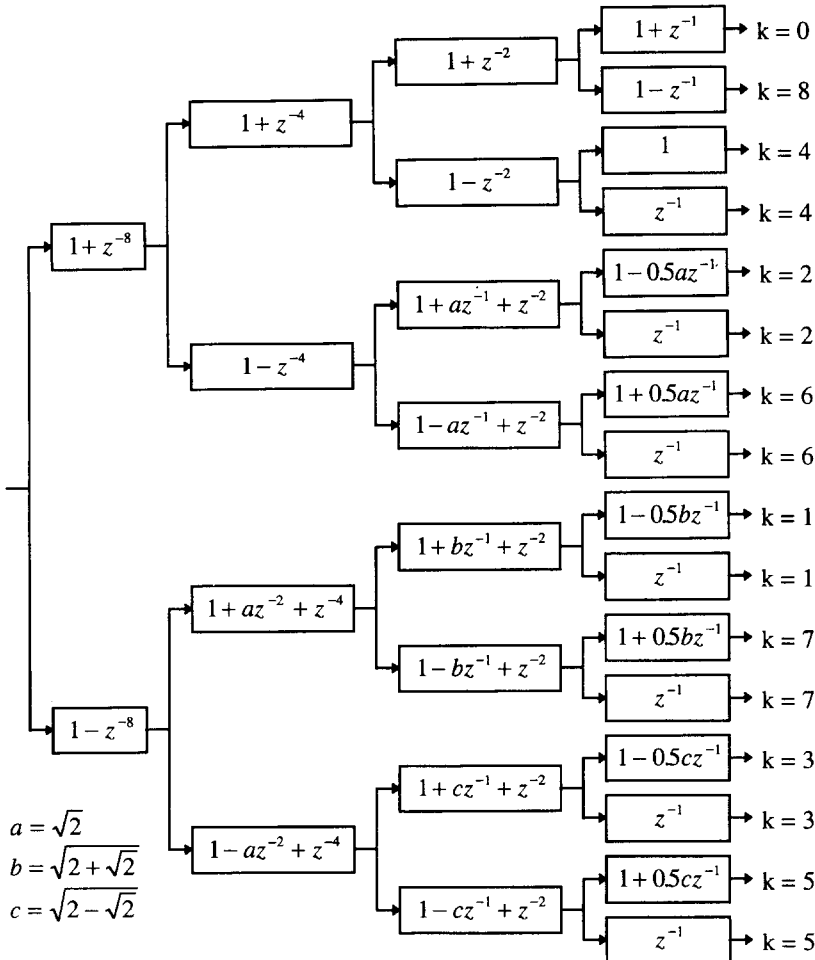 1 + z⁻¹ k = 0
1 + z⁻²
1 − z⁻¹ k = 8
1 + z⁻⁴
1 k = 4
1 − z⁻²
z⁻¹ k = 4
1 + z⁻⁸
1 − 0.5az⁻¹ k = 2
1 + az⁻¹ + z⁻²
z⁻¹ k = 2
1 − z⁻⁴
1 + 0.5az⁻¹ k = 6
1 − az⁻¹ + z⁻²
z⁻¹ k = 6
1 − 0.5bz⁻¹ k = 1
1 + bz⁻¹ + z⁻²
z⁻¹ k = 1
1 + az⁻² + z⁻⁴
1 + 0.5bz⁻¹ k = 7
1 − bz⁻¹ + z⁻²
z⁻¹ k = 7
1 − z⁻⁸
1 − 0.5cz⁻¹ k = 3
1 + cz⁻¹ + z⁻²
z⁻¹ k = 3
1 − az⁻² + z⁻⁴
1 + 0.5cz⁻¹ k = 5
1 − cz⁻¹ + z⁻²
z⁻¹ k = 5
a = √2
b = √(2 + √2)
c = √(2 − √2)